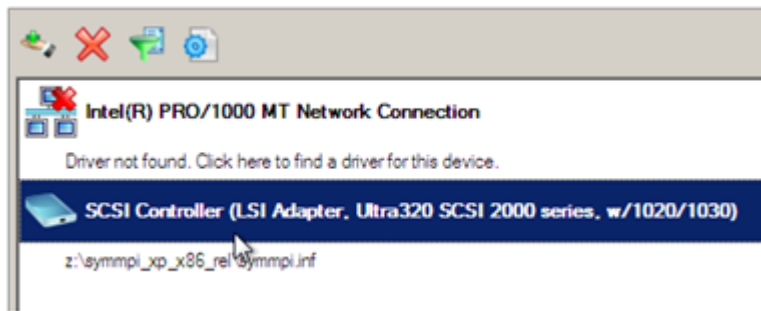 Intel(R) PRO/1000 MT Network Connection
Driver not found. Click here to find a driver for this device.
SCSI Controller (LSI Adapter, Ultra320 SCSI 2000 series, w/1020/1030)
z:\symmpi_xp_x86_rel\symmpi.inf